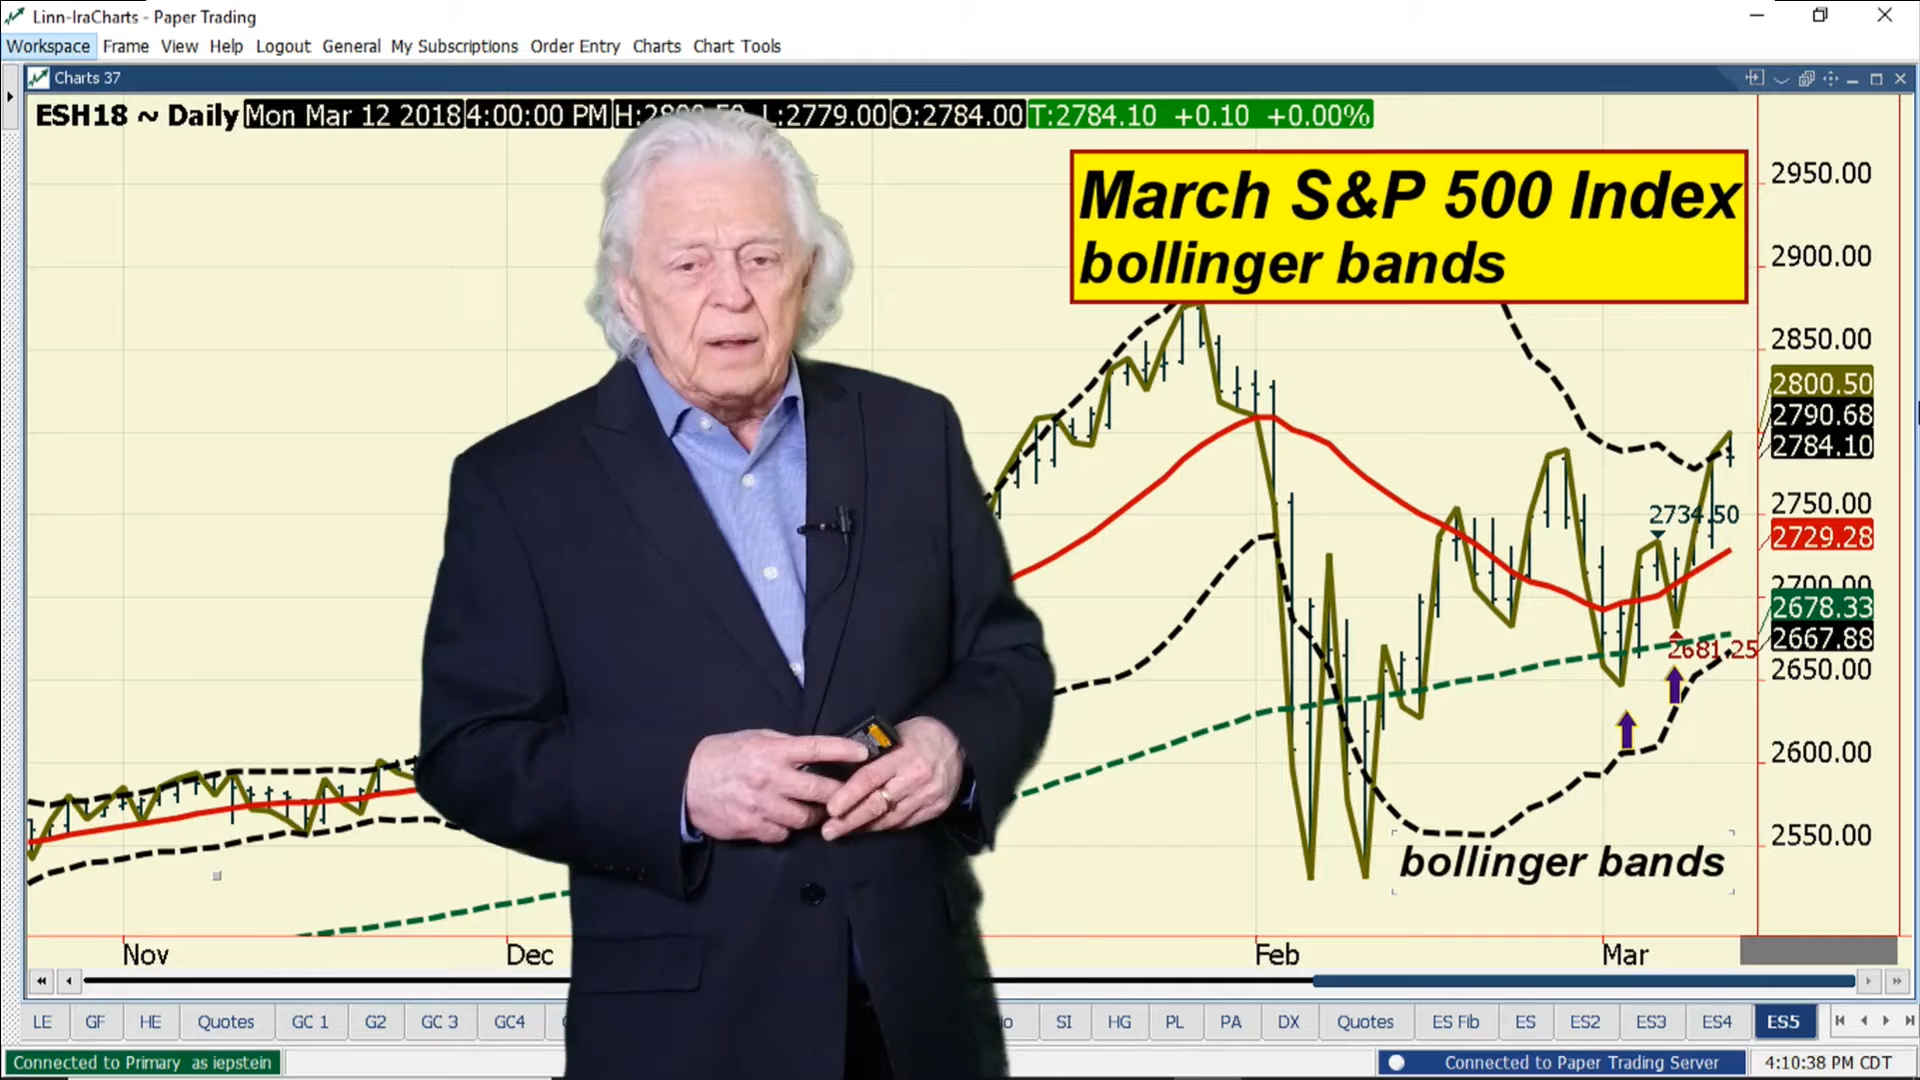 Linn-IraCharts - Paper Trading
Workspace Frame View Help Logout General My Subscriptions Order Entry Charts Chart Tools
Charts 37
ESH18 ~ Daily Mon Mar 12 2018 4:00:00 PM H:2800.50 L:2779.00 O:2784.00 T:2784.10 +0.10 +0.00%
March S&P 500 Index
bollinger bands
2950.00
2900.00
2850.00
2800.50
2790.68
2784.10
2750.00
2734.50
2729.28
2700.00
2678.33
2667.88
2681.25
2650.00
2600.00
2550.00
bollinger bands
Nov Dec Feb Mar
LE GF HE Quotes GC 1 G2 GC 3 GC4 SI HG PL PA DX Quotes ES Fib ES ES2 ES3 ES4 ES5
Connected to Primary as iepstein Connected to Paper Trading Server 4:10:38 PM CDT